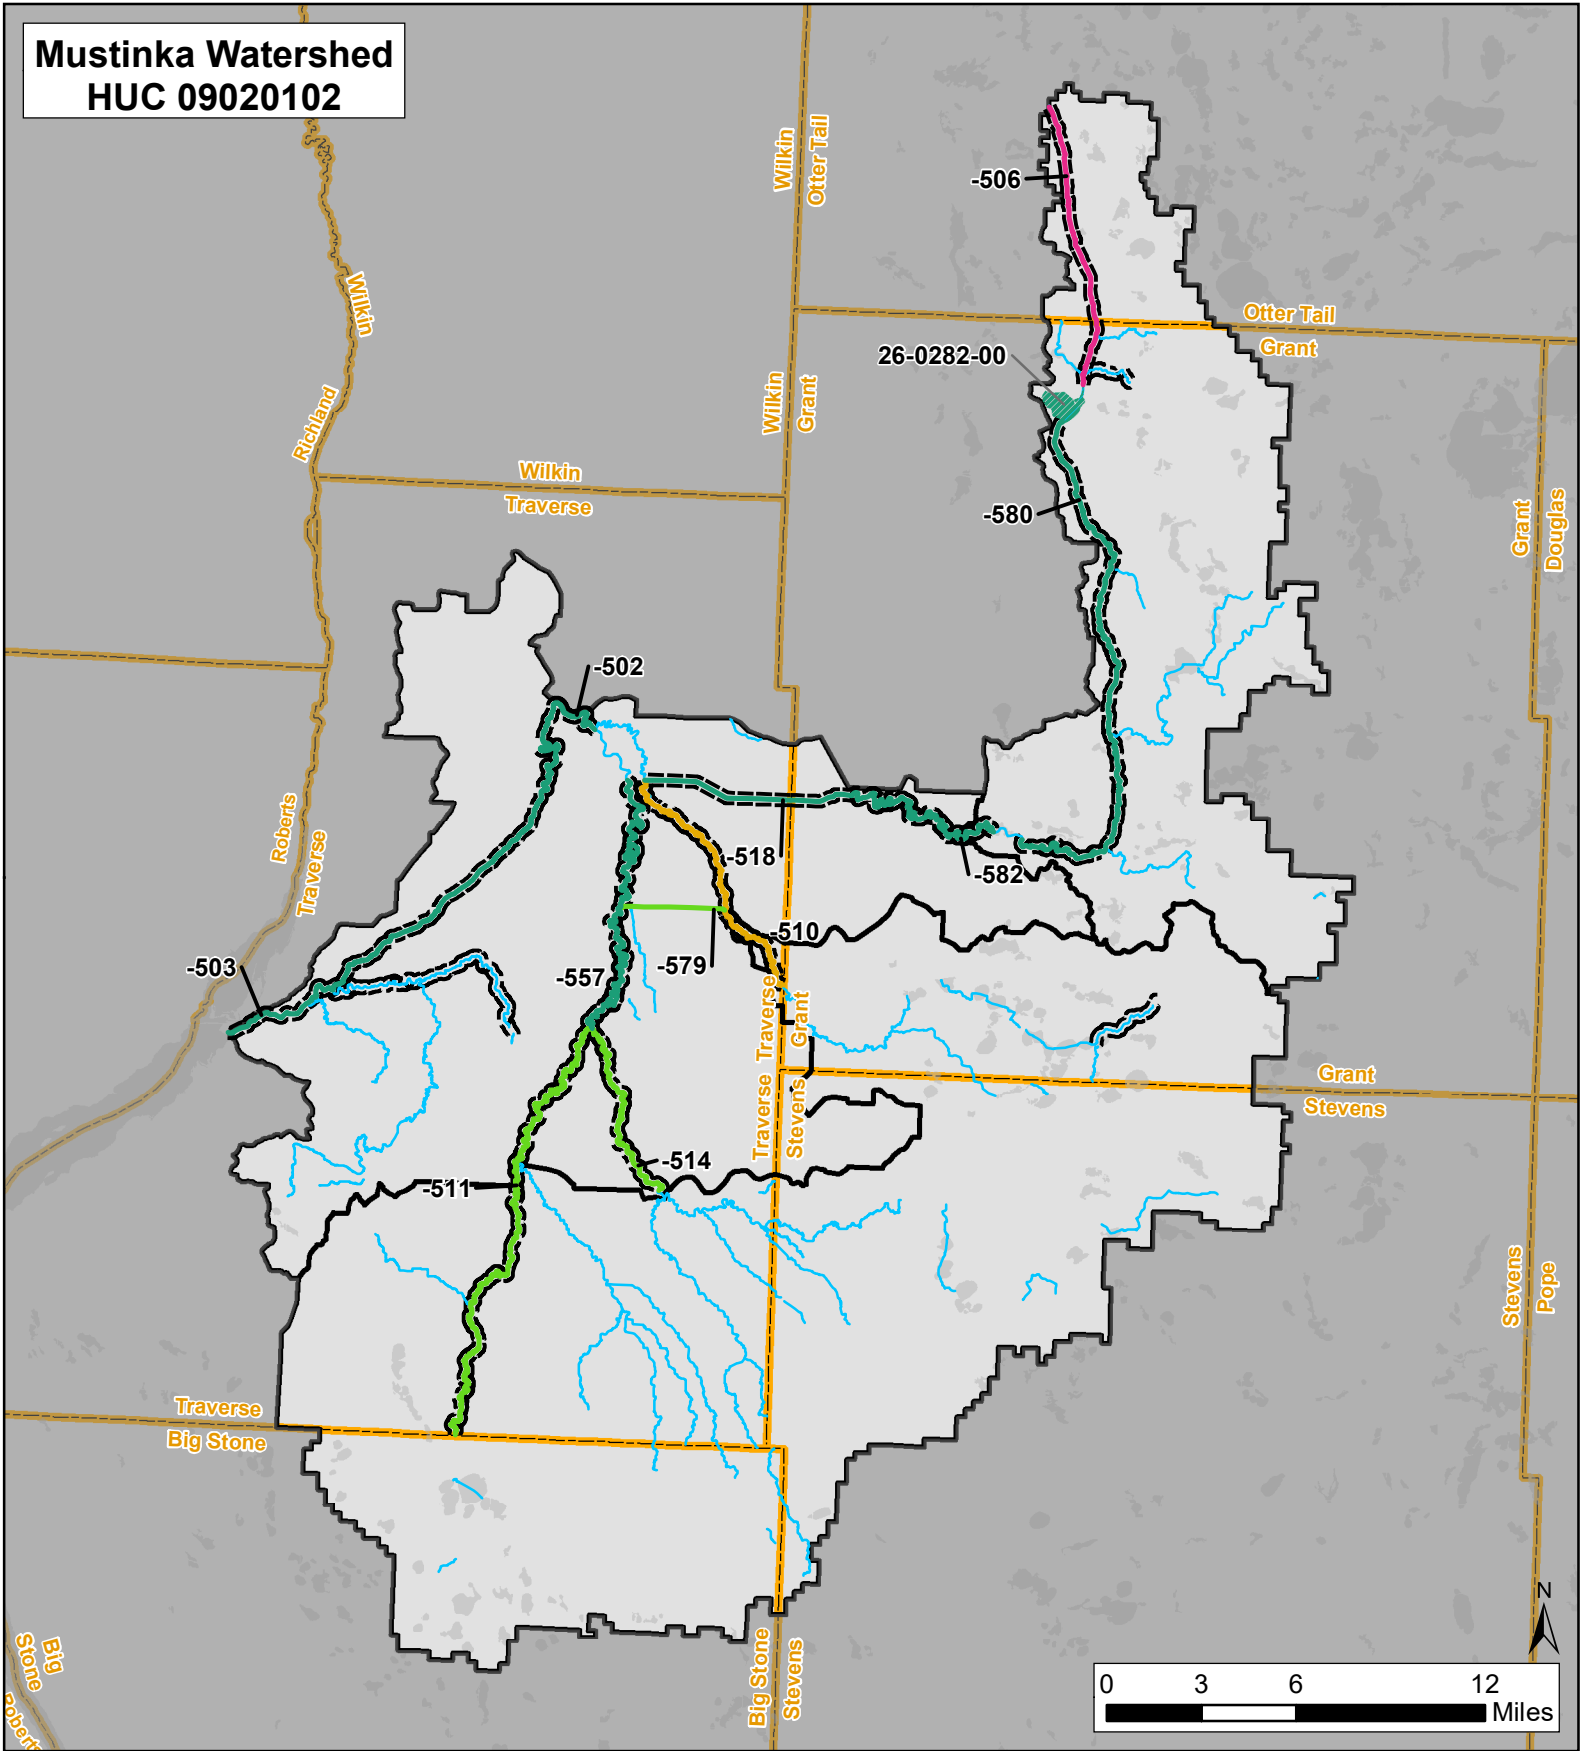 Mustinka Watershed
HUC 09020102
Wilkin
Otter Tail
-506
Wilkin
Otter Tail
Grant
26-0282-00
Wilkin
Grant
Richland
Wilkin
Traverse
-580
Grant
Douglas
-502
Roberts
Traverse
-518
-582
-510
-503
-557
-579
Traverse
Grant
Grant
Stevens
Traverse
Stevens
-514
-511
Stevens
Pope
Traverse
Big Stone
Big
Stone
Roberts
Big Stone
Stevens
N
0 3 6 12
Miles